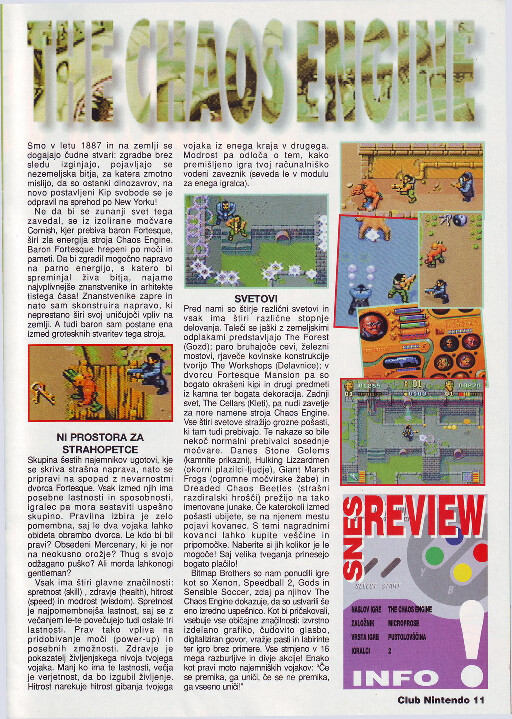 THE CHAOS ENGINE
Smo v letu 1887 in na zemlji se
dogajajo čudne stvari: zgradbe brez
sledu izginjajo, pojavljajo se
nezemeljska bitja, za katera zmotno
mislijo, da so ostanki dinozavrov, na
novo postavljeni Kip svobode se je
odpravil na sprehod po New Yorku!
Ne da bi se zunanji svet tega
zavedal, se iz izolirane močvare
Cornish, kjer prebiva baron Fortesque,
širi zla energija stroja Chaos Engine.
Baron Fortesque hrepeni po moči in
pameti. Da bi zgradil mogočno napravo
na parno energijo, s katero bi
spreminjal živa bitja, najame
najvplivnejše znanstvenike in arhitekte
tistega časa! Znanstvenike zapre in
nato sam skonstruira napravo, ki
neprestano širi svoj uničujoči vpliv na
zemlji. A tudi baron sam postane ena
izmed grotesknih stvaritev tega stroja.
NI PROSTORA ZA
STRAHOPETCE
Skupina šestih najemnikov ugotovi, kje
se skriva strašna naprava, nato se
pripravi na spopad z nevarnostmi
dvorca Fortesque. Vsak izmed njih ima
posebne lastnosti in sposobnosti,
igralec pa mora sestaviti uspešno
skupino. Pravilna izbira je zelo
pomembna, saj le dva vojaka lahko
obideta obrambo dvorca. Le kdo bi bil
pravi? Obsedeni Mercenary, ki je nor
na neokusno orožje? Thug s svojo
odžagano puško? Ali morda lahkonogi
gentleman?
Vsak ima štiri glavne značilnosti:
spretnost (skill) , zdravje (health), hitrost
(speed) in modrost (wisdom). Spretnost
je najpomembnejša lastnost, saj se z
večanjem le-te povečujejo tudi ostale tri
lastnosti. Prav tako vpliva na
pridobivanje moči (power-up) in
posebnih zmožnosti. Zdravje je
pokazatelj življenjskega nivoja tvojega
vojaka. Manj ko ima te lastnosti, večja
je verjetnost, da bo izgubil življenje.
Hitrost narekuje hitrost gibanja tvojega
vojaka iz enega kraja v drugega.
Modrost pa odloča o tem, kako
premišljeno igra tvoj računalniško
vodeni zaveznik (seveda le v modulu
za enega igralca).
SVETOVI
Pred nami so štirje različni svetovi in
vsak ima štiri različne stopnje
delovanja. Taleči se jaški z zemeljskimi
odplakami predstavljajo The Forest
(Gozd); paro bruhajoče cevi, železni
mostovi, rjaveče kovinske konstrukcije
tvorijo The Workshops (Delavnice); v
dvorcu Fortesque Mansion pa so
bogato okrašeni kipi in drugi predmeti
iz kamna ter bogata dekoracija. Zadnji
svet, The Cellars (Kleti), pa nudi zavetje
za nore namene stroja Chaos Engine.
Vse štiri svetove stražijo grozne pošasti,
ki tam tudi prebivajo. Te nakaze so bile
nekoč normalni prebivalci sosednje
močvare. Danes Stone Golems
(kamnite prikazni), Hulking Lizzardmen
(okorni plazilci-ljudje), Giant Marsh
Frogs (ogromne močvirske žabe) in
Dreaded Chaos Beetles (strašni
razdiralski hrošči) prežijo na tako
imenovane junake. Ce katerokoli izmed
pošasti ubijete, se na njenem mestu
pojavi kovanec. S temi nagradnimi
kovanci lahko kupite veščine in
pripomočke. Naberite si jih kolikor je le
mogoče! Saj velika tveganja prinesejo
bogato plačilo!
Bitmap Brothers so nam ponudili igre
kot so Xenon, Speedball 2, Gods in
Sensible Soccer, zdaj pa njihov The
Chaos Engine dokazuje, da so ustvarili še
eno izredno uspešnico. Kot bi pričakovali,
vsebuje vse običajne značilnosti: izvrstno
izdelano grafiko, čudovito glasbo,
digitaliziran govor, vražje pasti in labirinte
ter igro brez primere. Vse strnjeno v 16
mega razburljive in divje akcije! Enako
kot pravi moto najemniških vojakov: "Če
se premika, ga uniči, če se ne premika,
ga vseeno uniči!"
SNES
REVIEW
SELECT START
Y
B
NASLOV IGRE THE CHAOS ENGINE
ZALOŽNIK MICROPROSE
VRSTA IGRE PUSTOLOVŠČINA
IGRALCI 2
INFO!
Club Nintendo 11